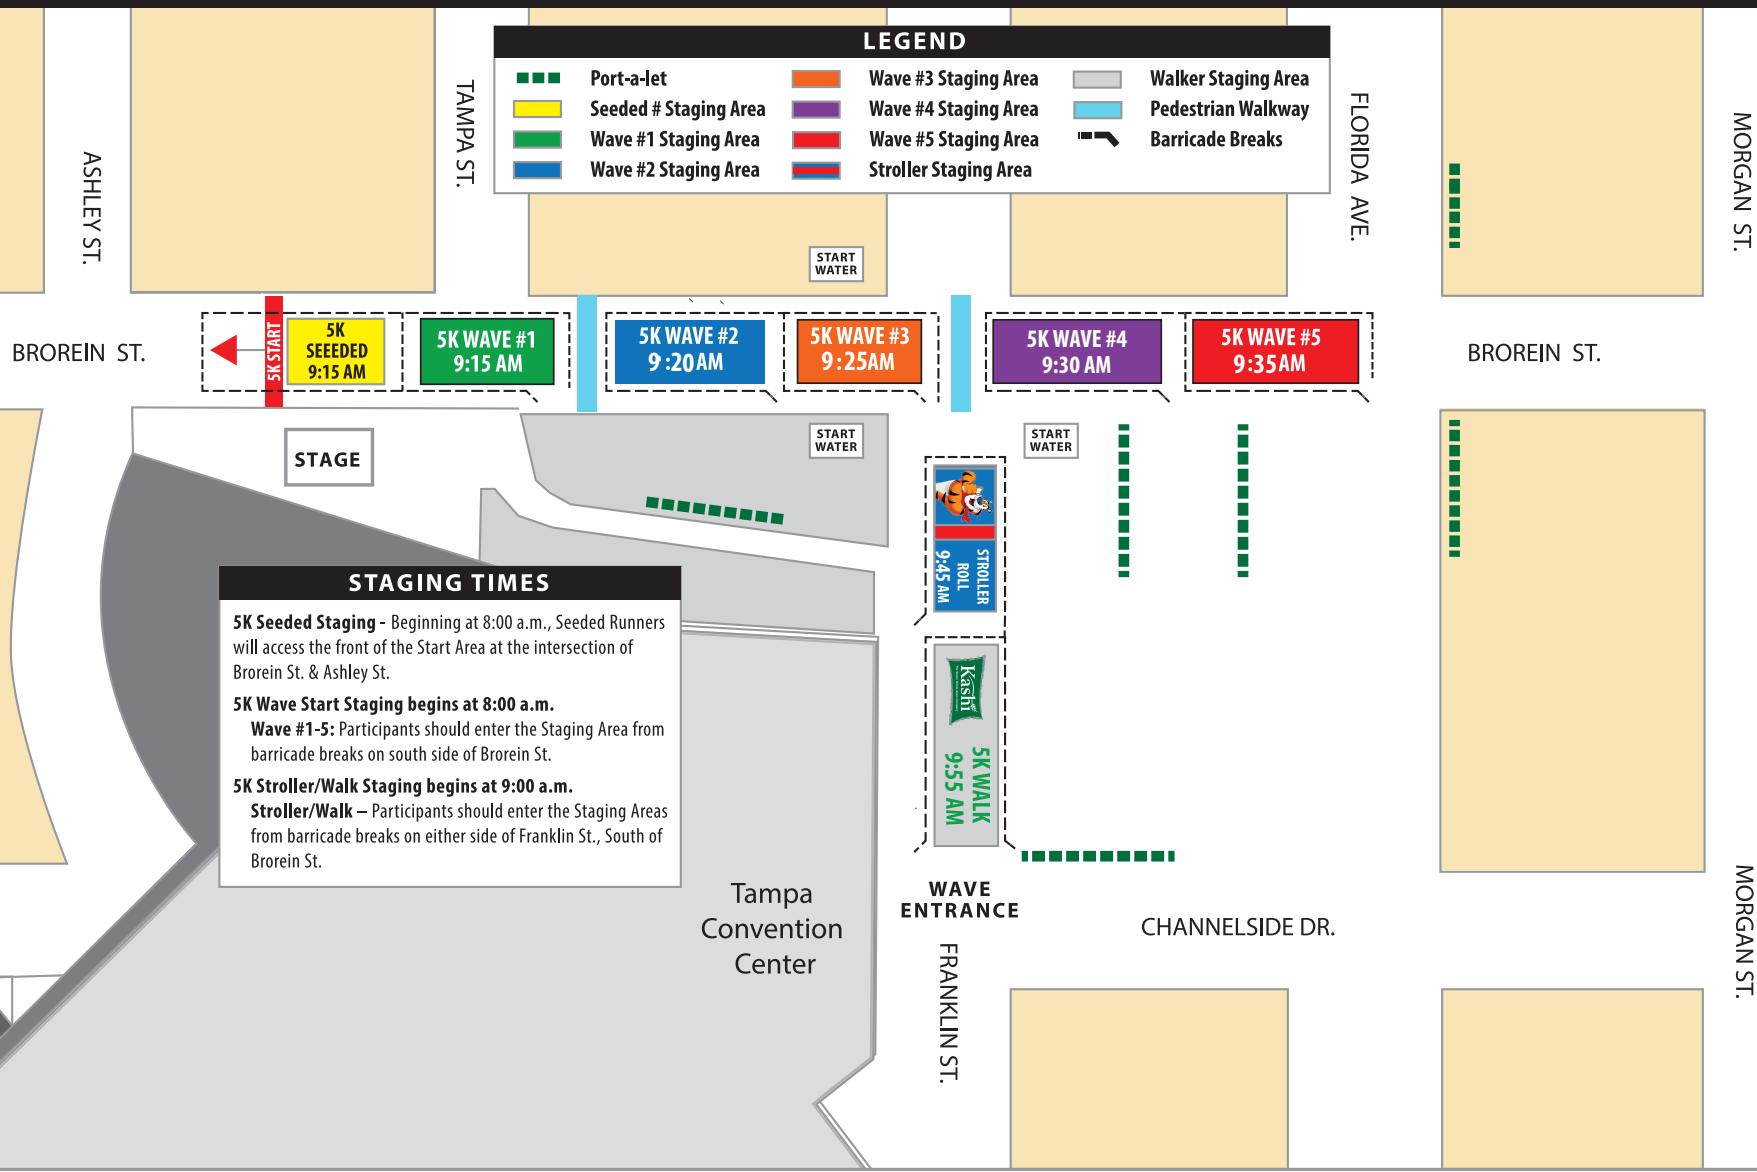 LEGEND
Port-a-let
Seeded # Staging Area
Wave #1 Staging Area
Wave #2 Staging Area
Wave #3 Staging Area
Wave #4 Staging Area
Wave #5 Staging Area
Stroller Staging Area
Walker Staging Area
Pedestrian Walkway
Barricade Breaks
ASHLEY ST.
TAMPA ST.
FLORIDA AVE.
MORGAN ST.
START
WATER
BROREIN ST.
5K START
5K
SEEEDED
9:15 AM
5K WAVE #1
9:15 AM
5K WAVE #2
9:20AM
5K WAVE #3
9:25AM
5K WAVE #4
9:30 AM
5K WAVE #5
9:35AM
BROREIN ST.
STAGE
START
WATER
START
WATER
STROLLER
ROLL
9:45 AM
Kashi
5K WALK
9:55 AM
STAGING TIMES
5K Seeded Staging - Beginning at 8:00 a.m., Seeded Runners
will access the front of the Start Area at the intersection of
Brorein St. & Ashley St.
5K Wave Start Staging begins at 8:00 a.m.
Wave #1-5: Participants should enter the Staging Area from
barricade breaks on south side of Brorein St.
5K Stroller/Walk Staging begins at 9:00 a.m.
Stroller/Walk – Participants should enter the Staging Areas
from barricade breaks on either side of Franklin St., South of
Brorein St.
Tampa
Convention
Center
WAVE
ENTRANCE
FRANKLIN ST.
CHANNELSIDE DR.
MORGAN ST.